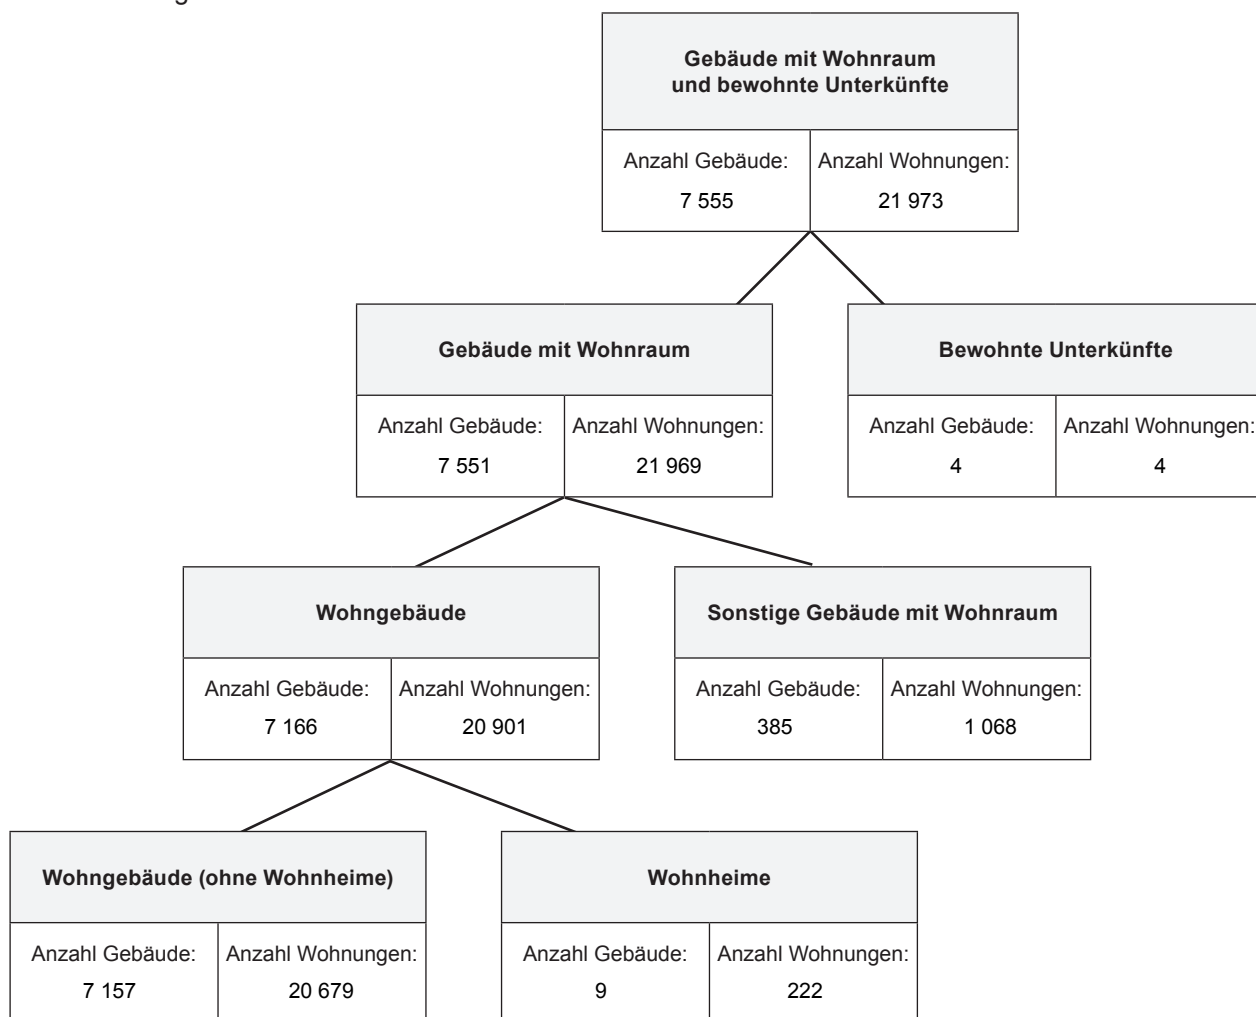 Gebäude mit Wohnraum
und bewohnte Unterkünfte
Anzahl Gebäude: Anzahl Wohnungen:
7 555 21 973
Gebäude mit Wohnraum Bewohnte Unterkünfte
Anzahl Gebäude: Anzahl Wohnungen: Anzahl Gebäude: Anzahl Wohnungen:
7 551 21 969 4 4
Wohngebäude Sonstige Gebäude mit Wohnraum
Anzahl Gebäude: Anzahl Wohnungen: Anzahl Gebäude: Anzahl Wohnungen:
7 166 20 901 385 1 068
Wohngebäude (ohne Wohnheime) Wohnheime
Anzahl Gebäude: Anzahl Wohnungen: Anzahl Gebäude: Anzahl Wohnungen:
7 157 20 679 9 222